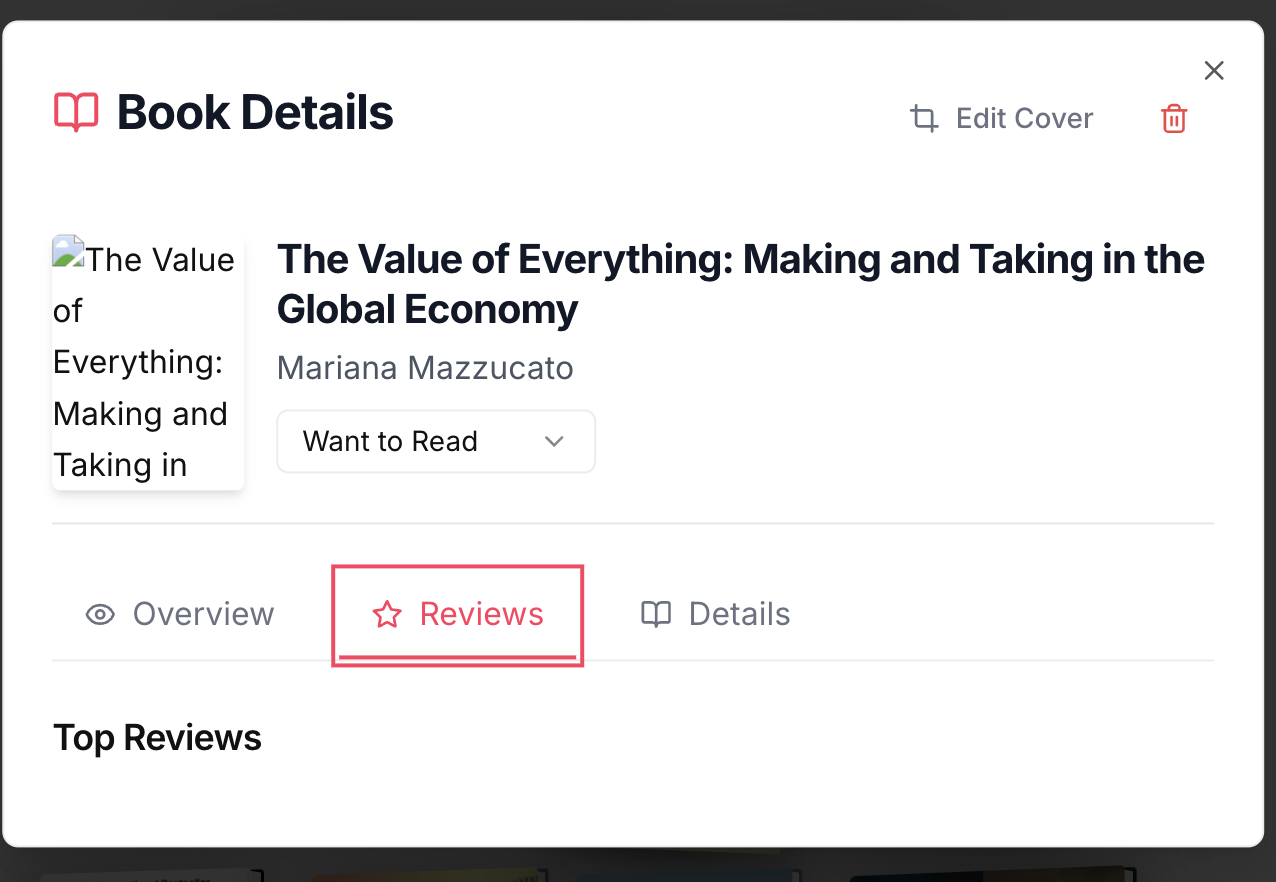 Book Details
Edit Cover
The Value
of
Everything:
Making and
Taking in
The Value of Everything: Making and Taking in the
Global Economy
Mariana Mazzucato
Want to Read
Overview
Reviews
Details
Top Reviews